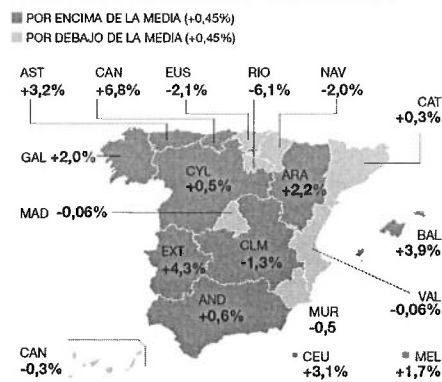 POR ENCIMA DE LA MEDIA (+0,45%)
POR DEBAJO DE LA MEDIA (+0,45%)
AST
+3,2%
CAN
+6,8%
EUS
-2,1%
RIO
-6,1%
NAV
-2,0%
CAT
+0,3%
GAL +2,0%
CYL
+0,5%
ARA
+2,2%
MAD -0,06%
BAL
+3,9%
EXT
+4,3%
CLM
-1,3%
VAL
-0,06%
AND
+0,6%
MUR
-0,5
CAN
-0,3%
CEU
+3,1%
MEL
+1,7%